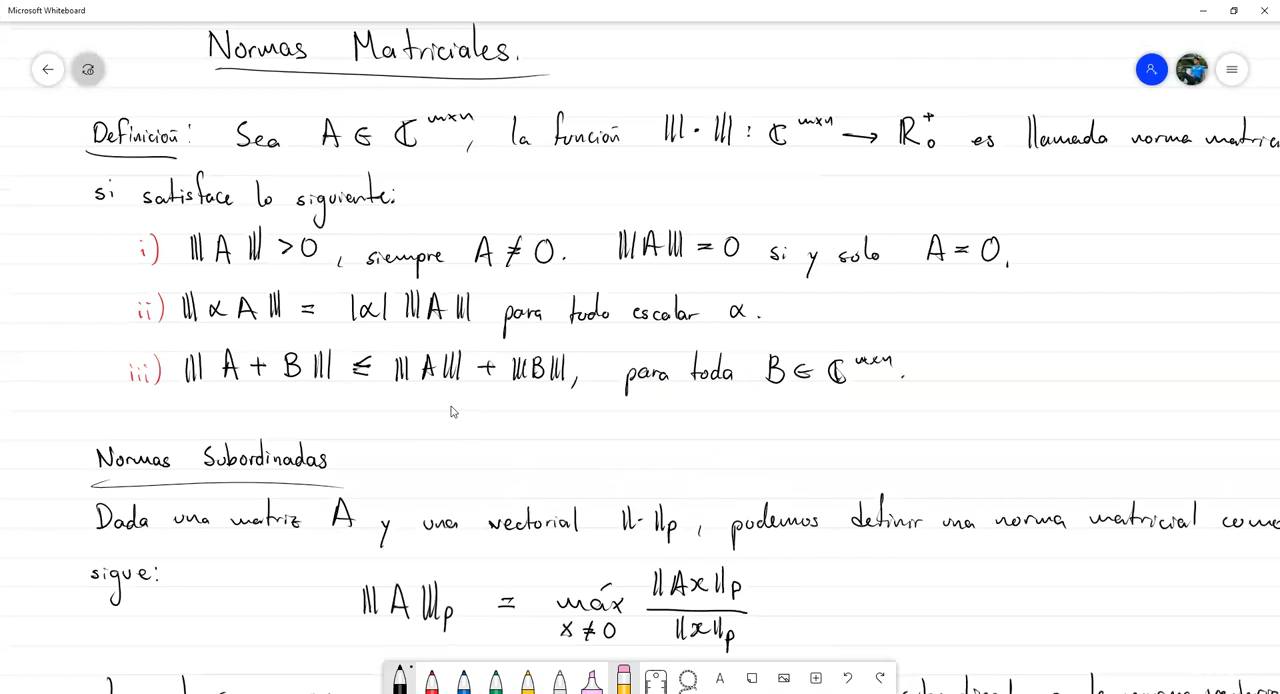 Microsoft Whiteboard
Normas Matriciales.
Definición: Sea A ∈ ℂ^{m×n}, la función |||·||| : ℂ^{m×n} → ℝ₀⁺ es llamada norma matrici
si satisface lo siguiente:
i) |||A||| > 0, siempre A ≠ 0. |||A||| = 0 si y solo A = 0.
ii) |||αA||| = |α| |||A||| para todo escalar α.
iii) |||A + B||| ≤ |||A||| + |||B|||, para toda B ∈ ℂ^{m×n}.
Normas Subordinadas
Dada una matriz A y una vectorial ||·||p, podemos definir una norma matricial como
sigue:
|||A|||p = máx x≠0 ||Ax||p / ||x||p